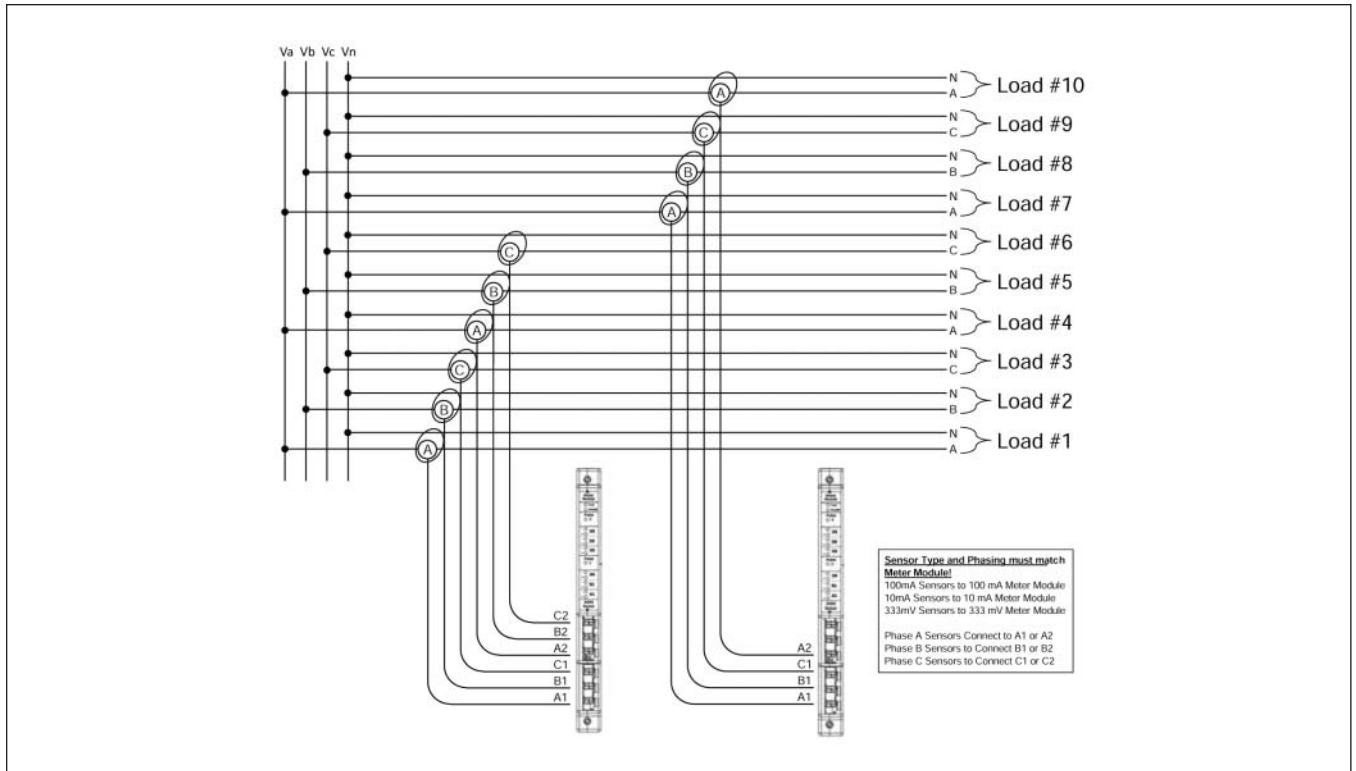 Va Vb Vc Vn
N
A
Load #10
A
N
C
Load #9
C
N
B
Load #8
B
N
A
Load #7
A
N
C
Load #6
C
N
B
Load #5
B
N
A
Load #4
A
N
C
Load #3
C
N
B
Load #2
B
N
A
Load #1
A
C2
B2
A2
C1
B1
A1
A2
C1
B1
A1
Sensor Type and Phasing must match
Meter Module!
100mA Sensors to 100 mA Meter Module
10mA Sensors to 10 mA Meter Module
333mV Sensors to 333 mV Meter Module
Phase A Sensors Connect to A1 or A2
Phase B Sensors to Connect B1 or B2
Phase C Sensors to Connect C1 or C2